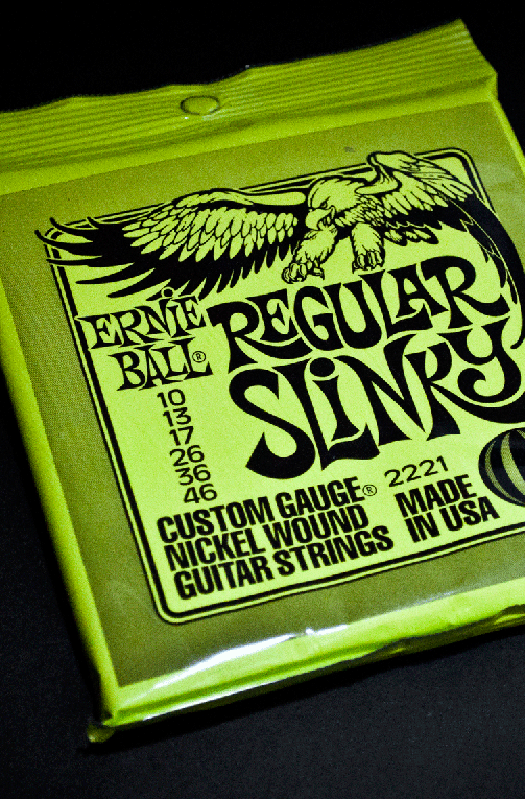 ERNIE
BALL®
REGULAR
SLINKY
10
13
17
26
36
46
2221
CUSTOM GAUGE®
NICKEL WOUND
GUITAR STRINGS
MADE
IN USA